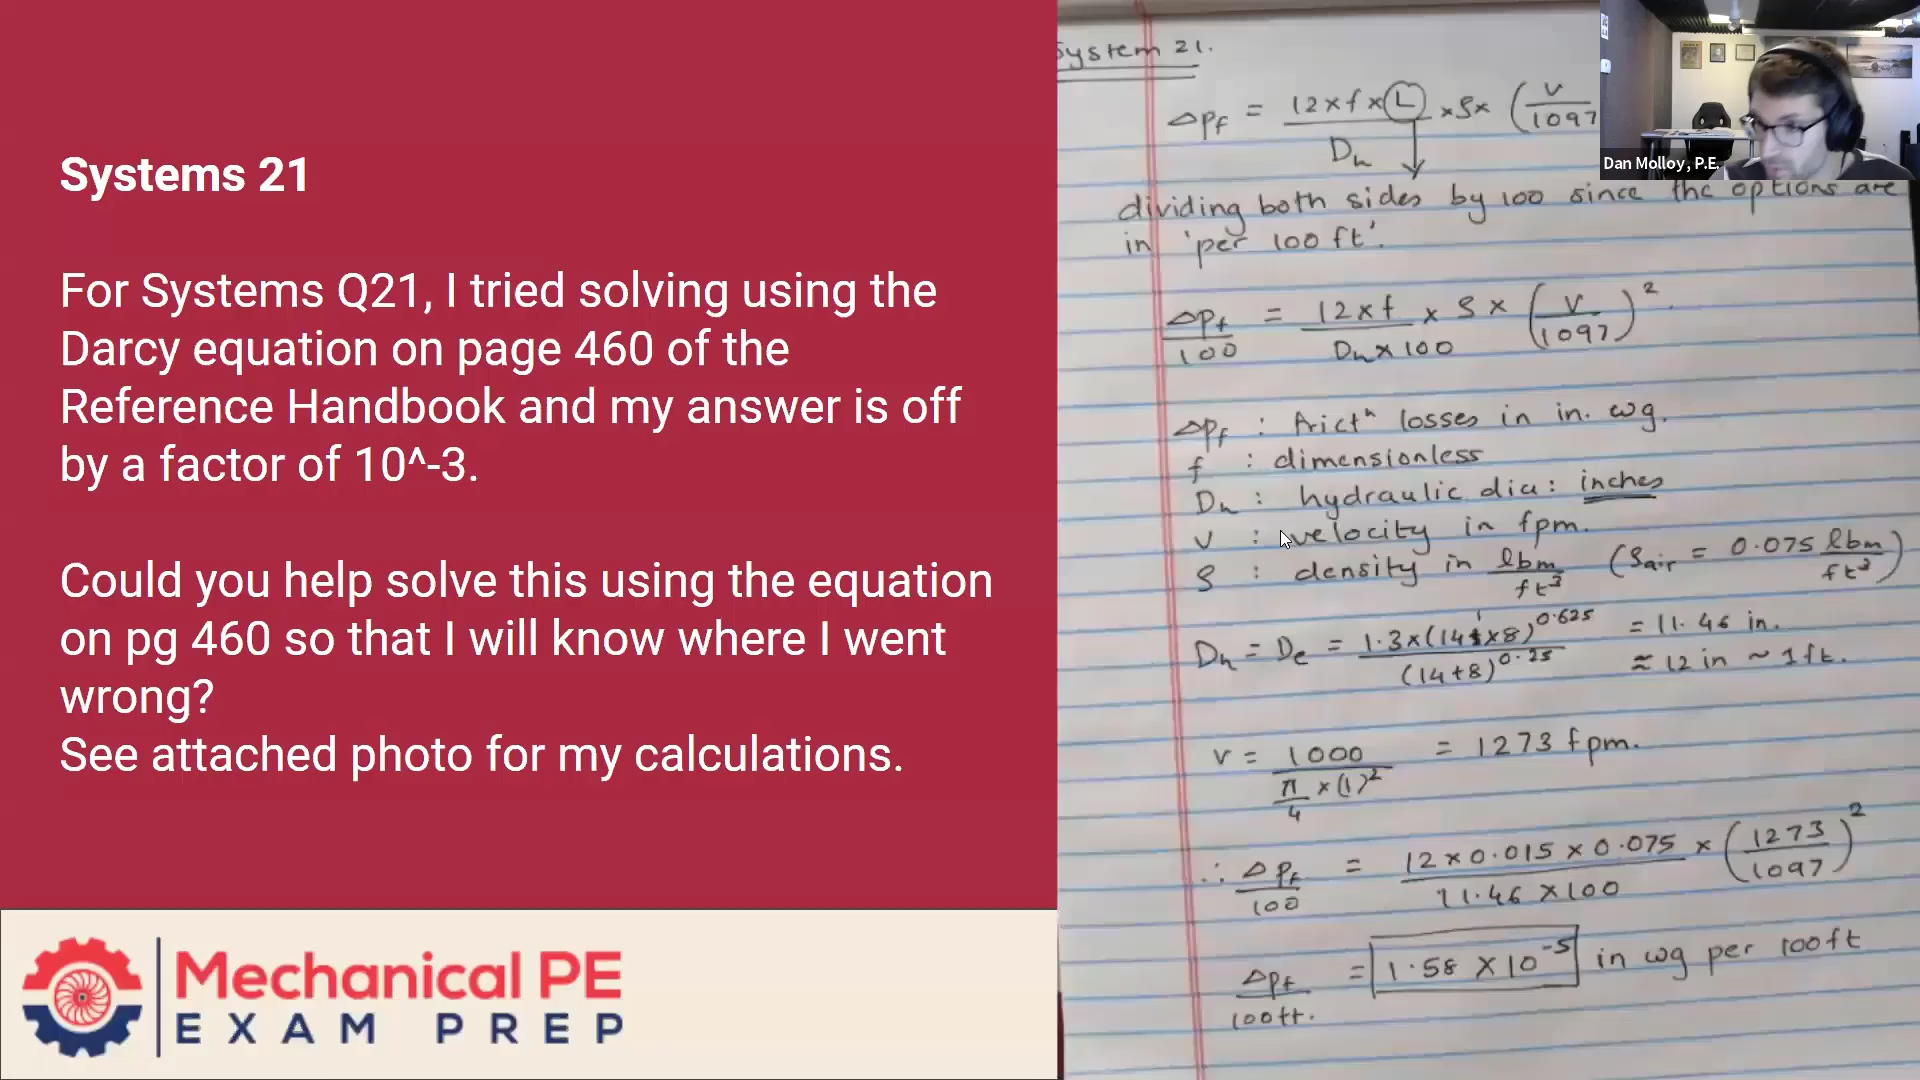 Systems 21
For Systems Q21, I tried solving using the
Darcy equation on page 460 of the
Reference Handbook and my answer is off
by a factor of 10^-3.
Could you help solve this using the equation
on pg 460 so that I will know where I went
wrong?
See attached photo for my calculations.
Mechanical PE
EXAM PREP
System 21.
Δpf = 12×f×L / Dh × ρ × (V / 1097
dividing both sides by 100 since the options are
in 'per 100 ft'.
Δpf / 100 = 12×f / Dh×100 × ρ × (V / 1097)²
Δpf : frictⁿ losses in in. wg.
f : dimensionless
Dh : hydraulic dia: inches
V : velocity in fpm.
ρ : density in lbm / ft³ (ρair = 0.075 lbm / ft³)
Dh = De = 1.3×(14×8)^0.625 / (14+8)^0.25 = 11.46 in.
≈ 12 in ~ 1ft.
V = 1000 / π/4 ×(1)² = 1273 fpm.
∴ Δpf / 100 = 12×0.015×0.075 / 11.46×100 × (1273 / 1097)²
Δpf / 100ft. = 1.58 × 10⁻⁵ in wg per 100ft
Dan Molloy, P.E.